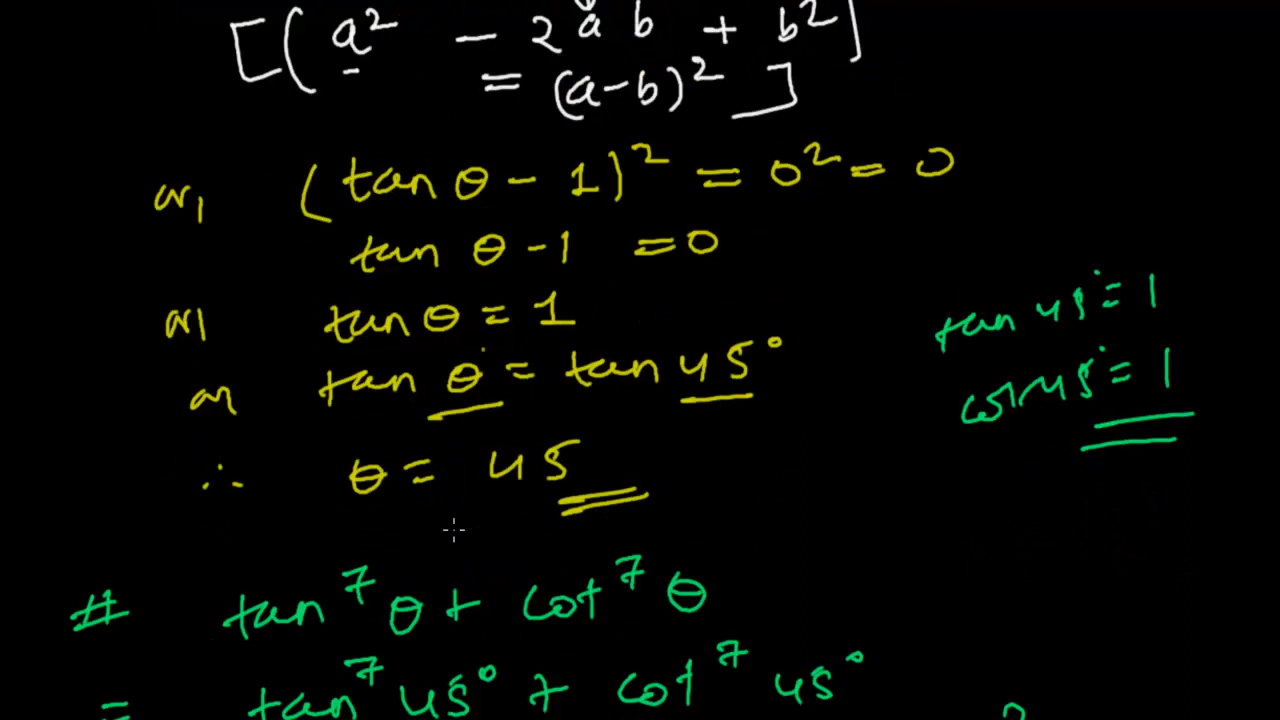 [(a² - 2ab + b²]
= (a-b)²]
or, (tan θ - 1)² = 0² = 0
tan θ - 1 = 0
or, tan θ = 1
or tan θ = tan 45°
∴ θ = 45
tan 45° = 1
cot 45° = 1
# tan⁷ θ + cot⁷ θ
= tan⁷ 45° + cot⁷ 45°